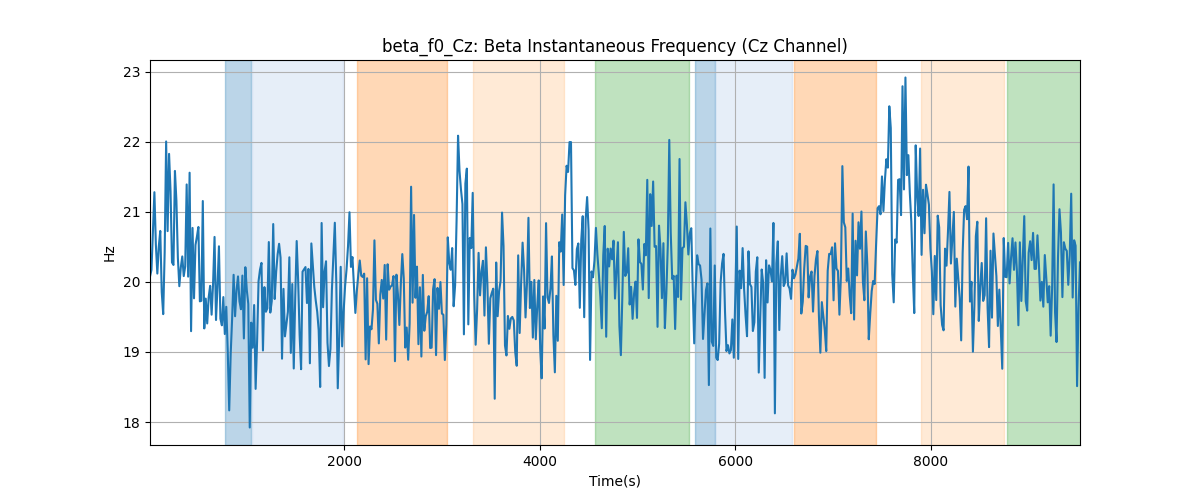 beta_f0_Cz: Beta Instantaneous Frequency (Cz Channel)
23
22
21
20
19
18
Hz
2000 4000 6000 8000
Time(s)